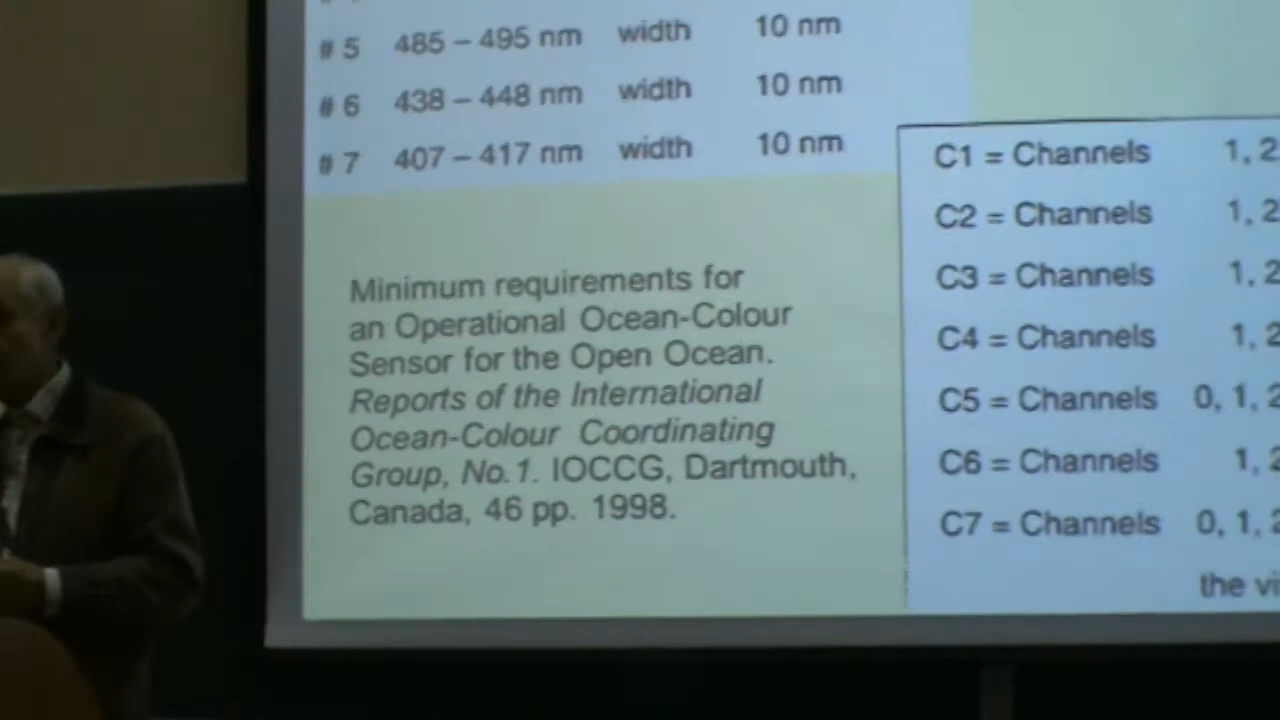 # 5 485 – 495 nm width 10 nm
# 6 438 – 448 nm width 10 nm
# 7 407 – 417 nm width 10 nm
Minimum requirements for
an Operational Ocean-Colour
Sensor for the Open Ocean.
Reports of the International
Ocean-Colour Coordinating
Group, No.1. IOCCG, Dartmouth,
Canada, 46 pp. 1998.
C1 = Channels 1, 2
C2 = Channels 1, 2
C3 = Channels 1, 2
C4 = Channels 1, 2
C5 = Channels 0, 1, 2
C6 = Channels 1, 2
C7 = Channels 0, 1, 2
the